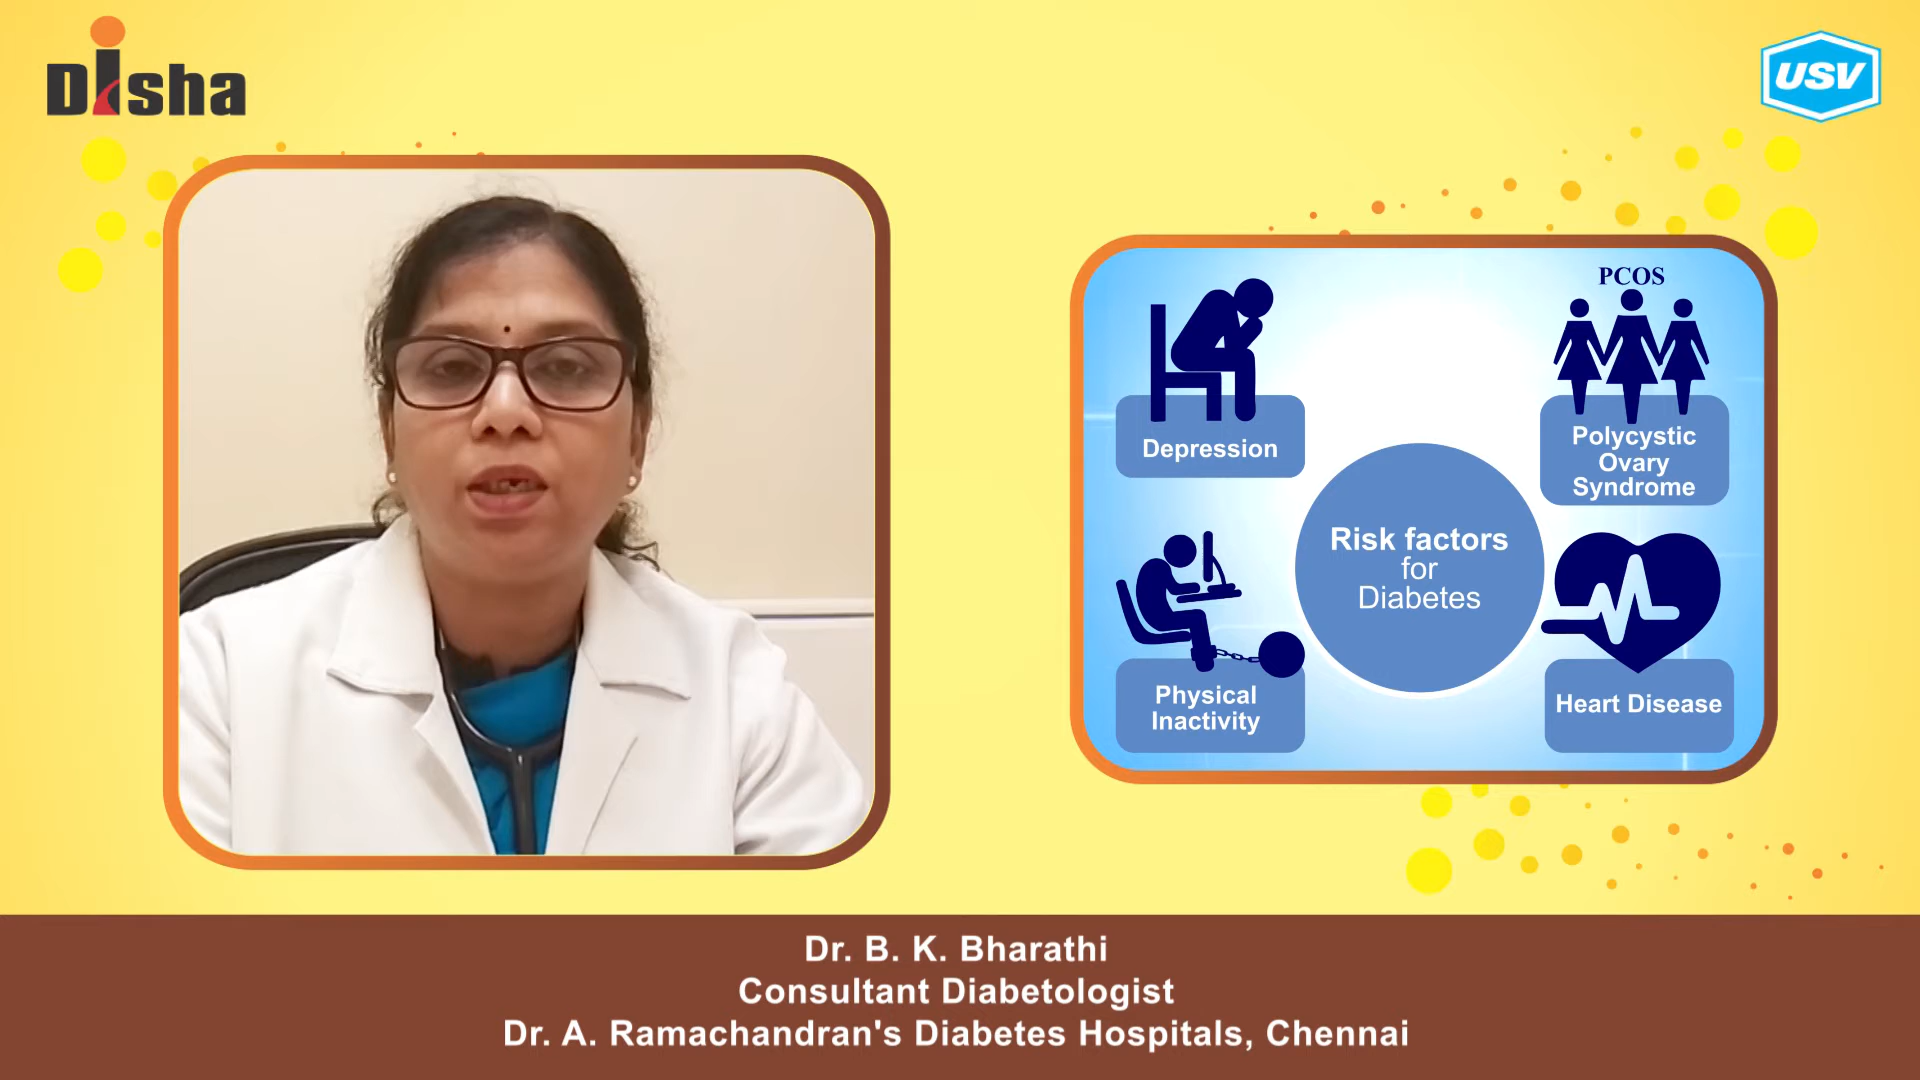 Disha
USV
PCOS
Depression
Polycystic
Ovary
Syndrome
Risk factors
for
Diabetes
Physical
Inactivity
Heart Disease
Dr. B. K. Bharathi
Consultant Diabetologist
Dr. A. Ramachandran's Diabetes Hospitals, Chennai